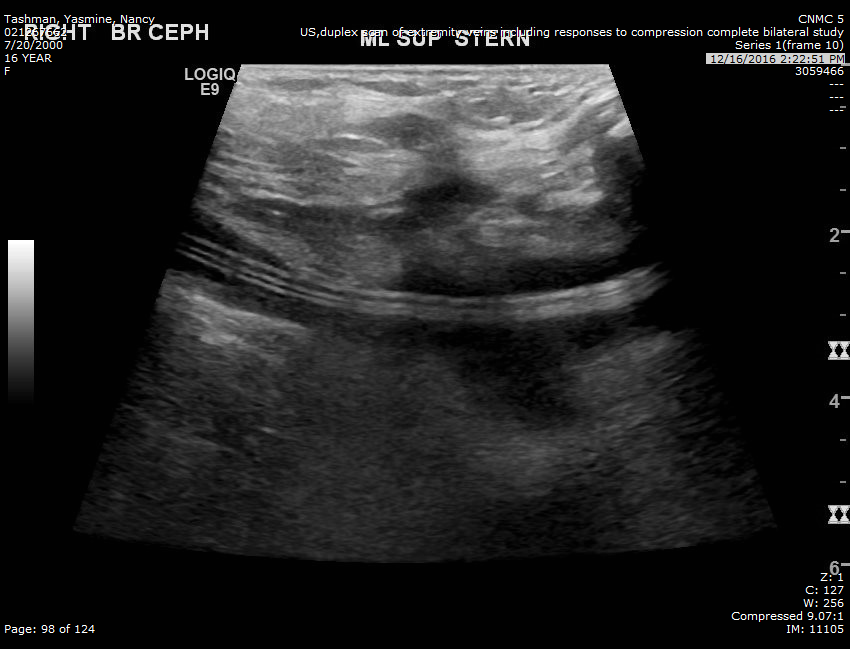 Tashman, Yasmine, Nancy
RIGHT BR CEPH
7/20/2000
16 YEAR
F
CNMC 5
US,duplex scan of extremity veins including responses to compression complete bilateral study
ML SUP STERN
Series 1(frame 10)
12/16/2016 2:22:51 PM
3059466
---
---
---
LOGIQ
E9
2
4
6
Z: 1
C: 127
W: 256
Compressed 9.07:1
IM: 11105
Page: 98 of 124